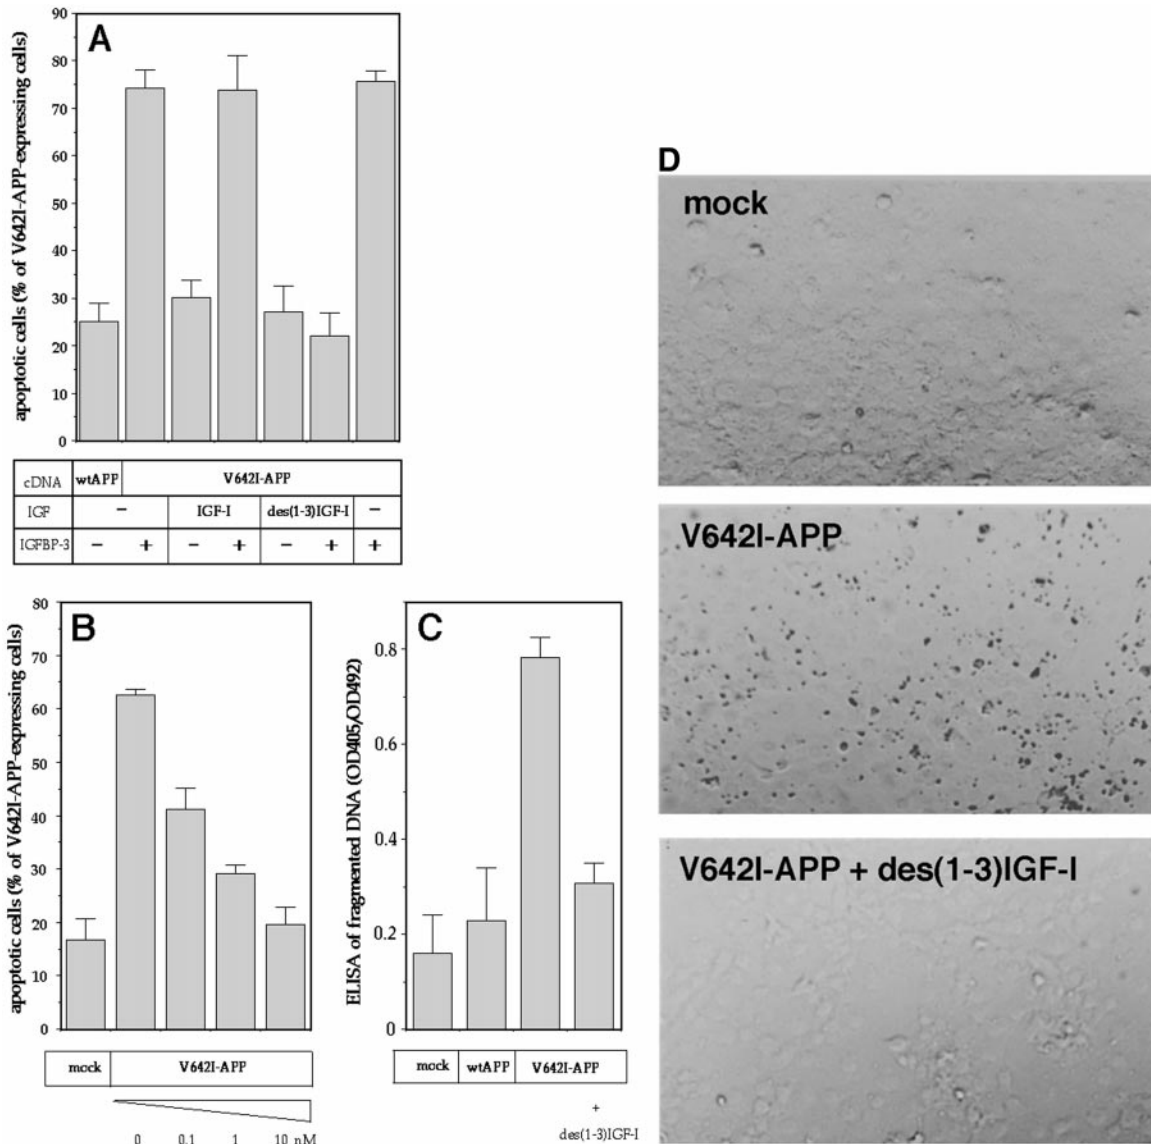 A
apoptotic cells (% of V642I-APP-expressing cells)
90
80
70
60
50
40
30
20
10
0
cDNA wtAPP V642I-APP
IGF – IGF-I des(1-3)IGF-I –
IGFBP-3 – + – + – + +
B
apoptotic cells (% of V642I-APP-expressing cells)
80
70
60
50
40
30
20
10
0
mock V642I-APP
0 0.1 1 10 nM
C
ELISA of fragmented DNA (OD405/OD492)
0.8
0.6
0.4
0.2
0
mock wtAPP V642I-APP
+
des(1-3)IGF-I
D
mock
V642I-APP
V642I-APP + des(1-3)IGF-I